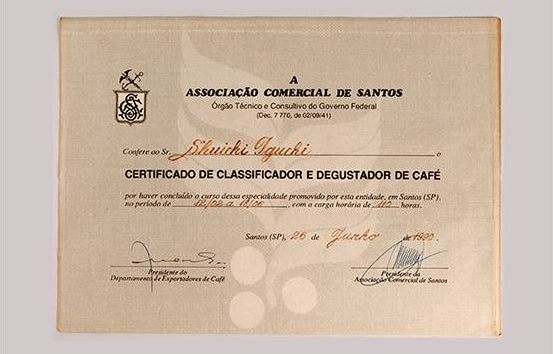 A
ASSOCIAÇÃO COMERCIAL DE SANTOS
Órgão Técnico e Consultivo do Governo Federal
(Dec. 7 770, de 02/09/41)
Confere ao Sr. Shuichi Iguchi o
CERTIFICADO DE CLASSIFICADOR E DEGUSTADOR DE CAFÉ
por haver concluído o curso dessa especialidade promovido por esta entidade, em Santos (SP),
no período de , com a carga horária de 110 horas.
Santos (SP), 26 de Junho de 1990.
Presidente do
Departamento de Exportadores de Café
Presidente da
Associação Comercial de Santos